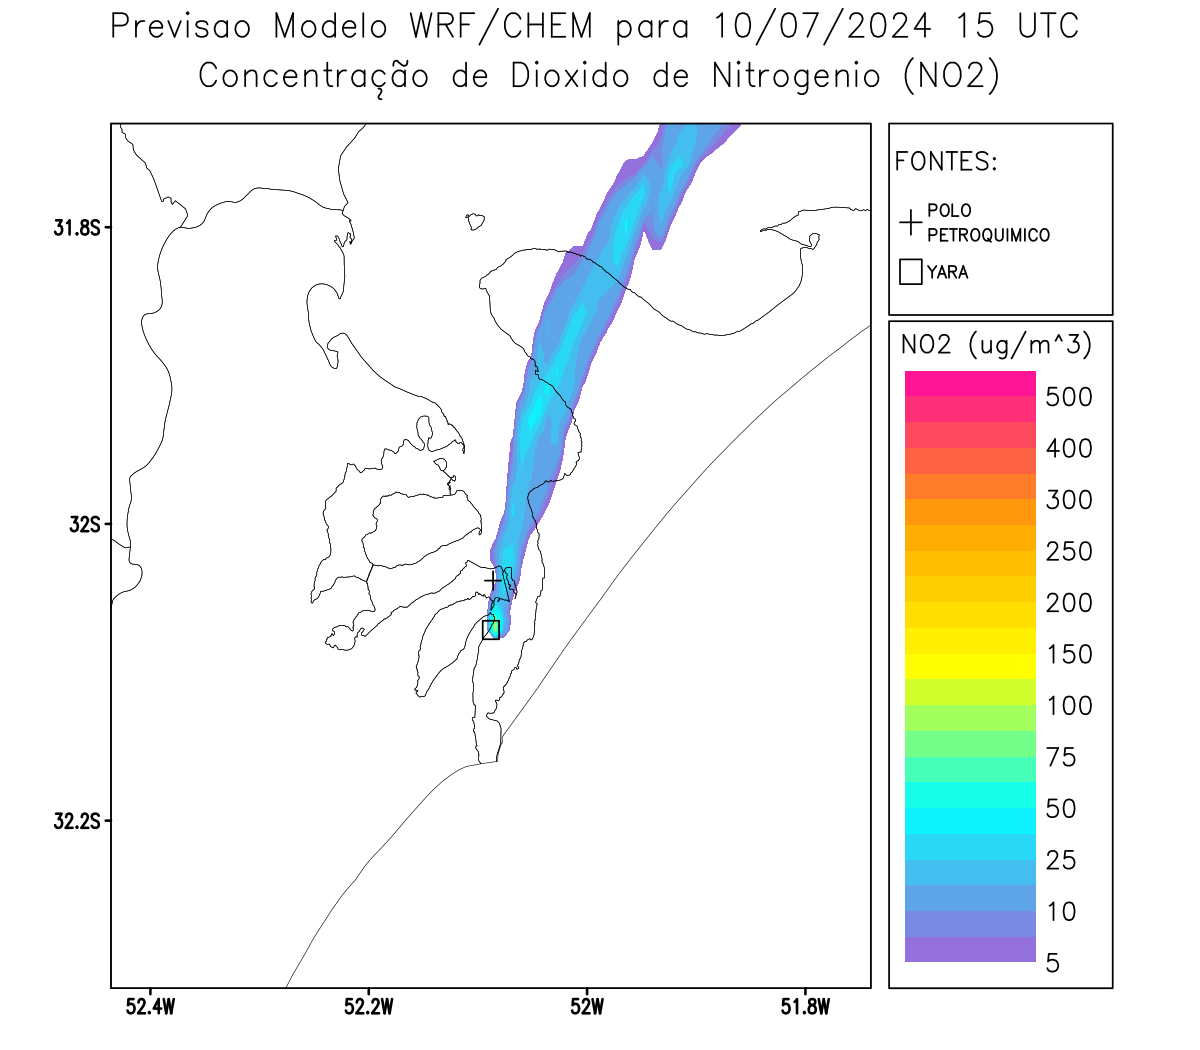 Previsao Modelo WRF/CHEM para 10/07/2024 15 UTC
Concentração de Dioxido de Nitrogenio (NO2)
FONTES:
POLO
PETROQUIMICO
YARA
31.8S
32S
32.2S
52.4W
52.2W
52W
51.8W
NO2 (ug/m^3)
500
400
300
250
200
150
100
75
50
25
10
5